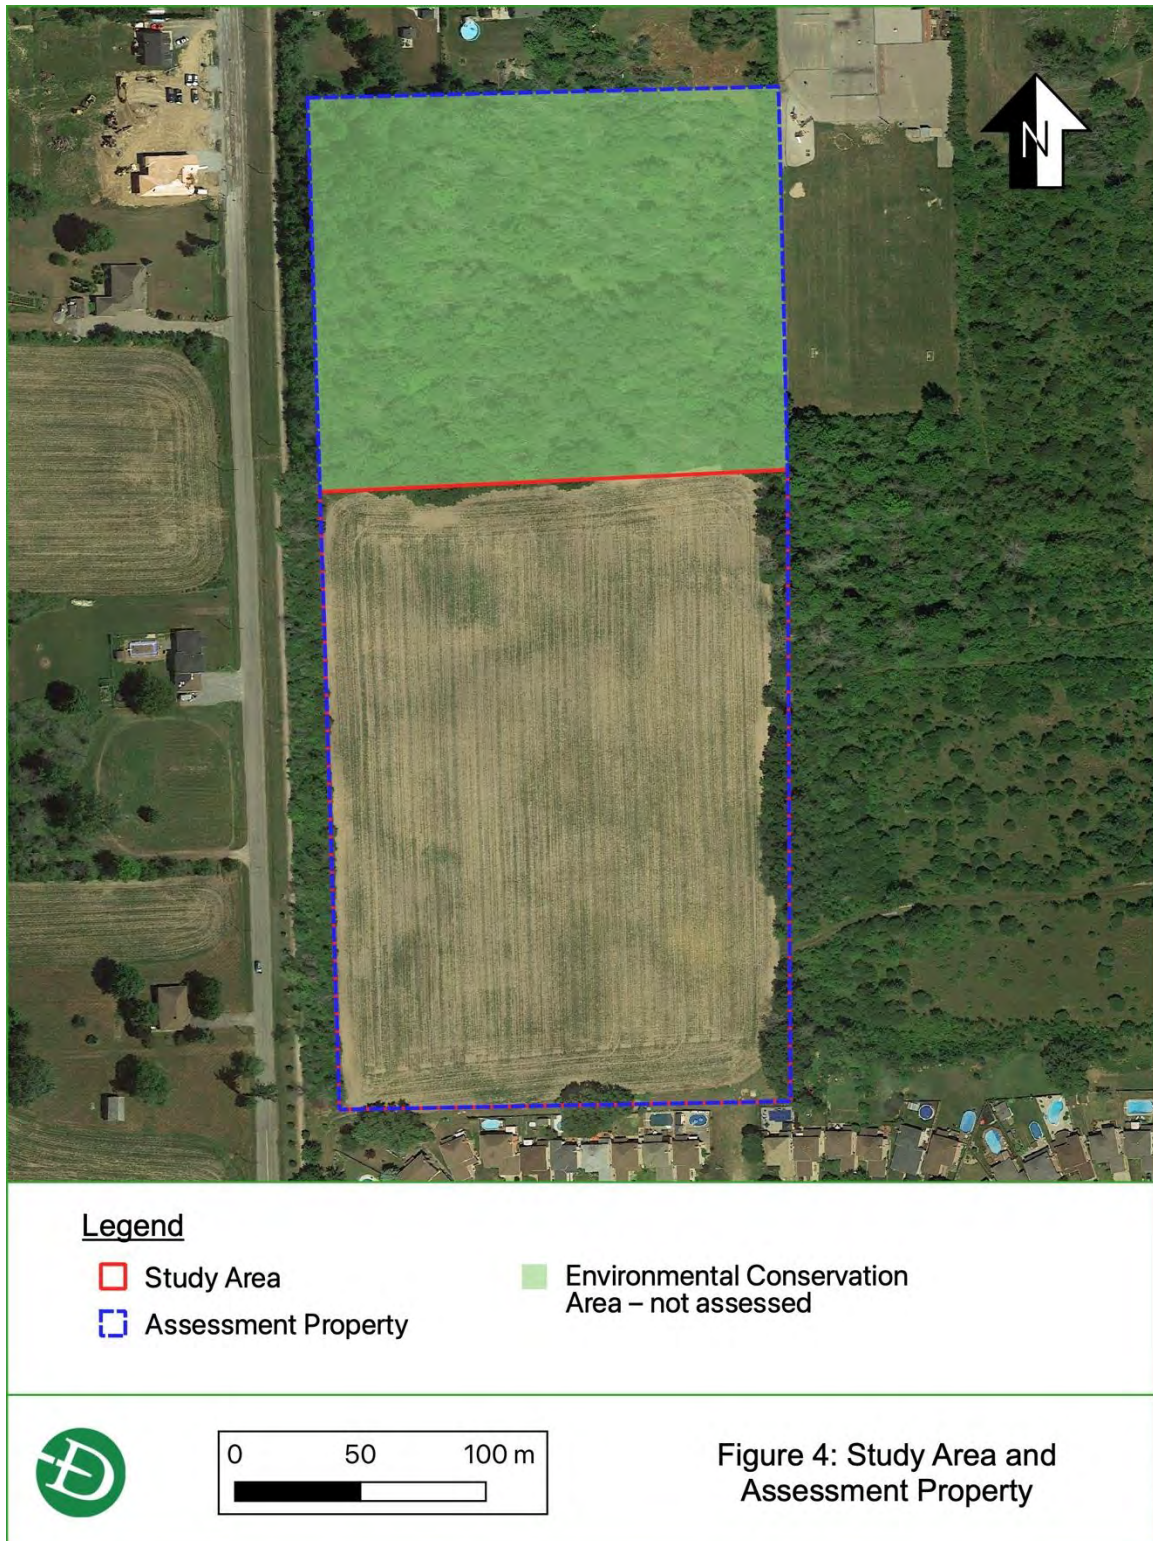 N
Legend
Study Area
Assessment Property
Environmental Conservation
Area – not assessed
0 50 100 m
Figure 4: Study Area and
Assessment Property